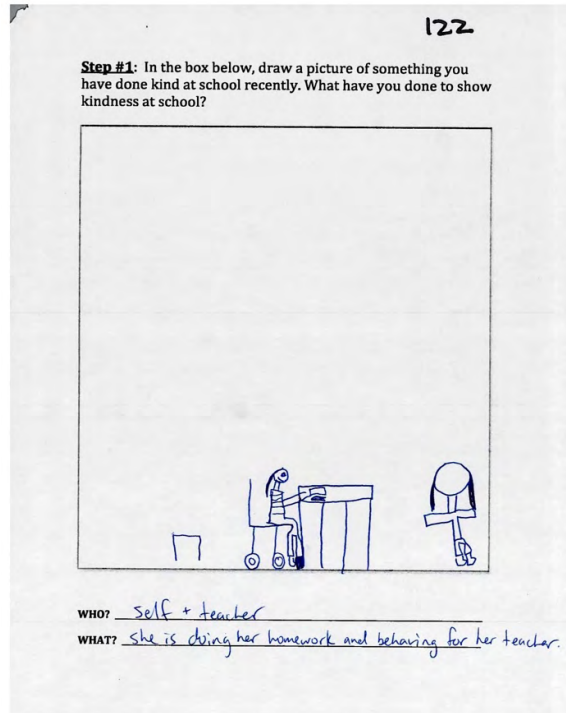 122
Step #1: In the box below, draw a picture of something you
have done kind at school recently. What have you done to show
kindness at school?
WHO? self + teacher
WHAT? She is doing her homework and behaving for her teacher.